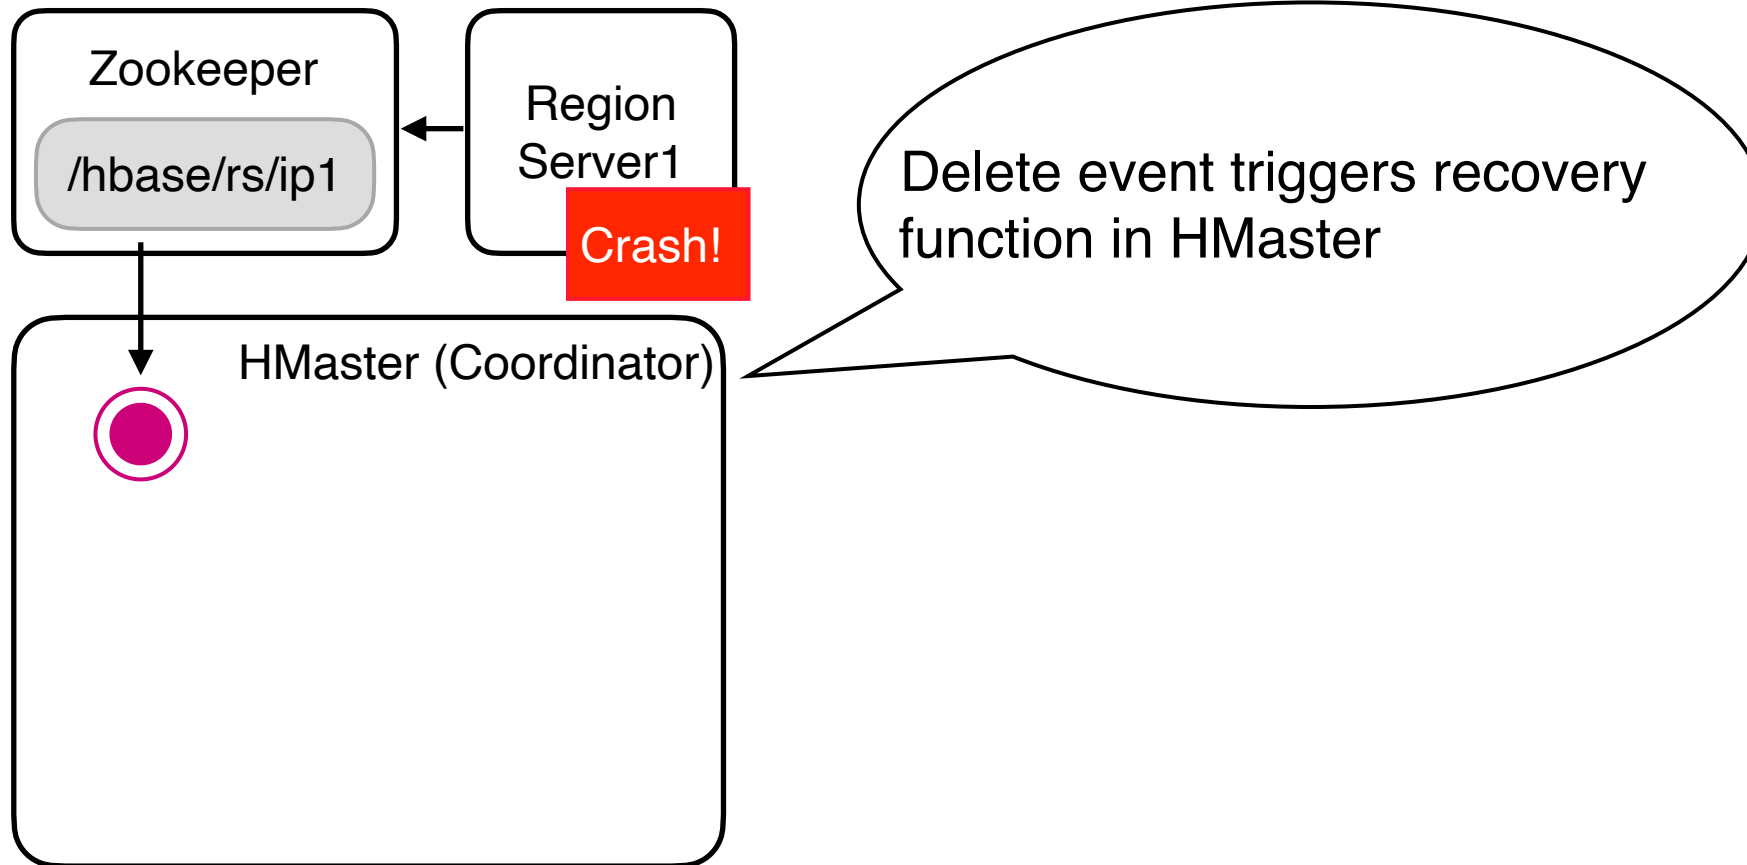 Zookeeper
/hbase/rs/ip1
Region
Server1
Crash!
Delete event triggers recovery
function in HMaster
HMaster (Coordinator)